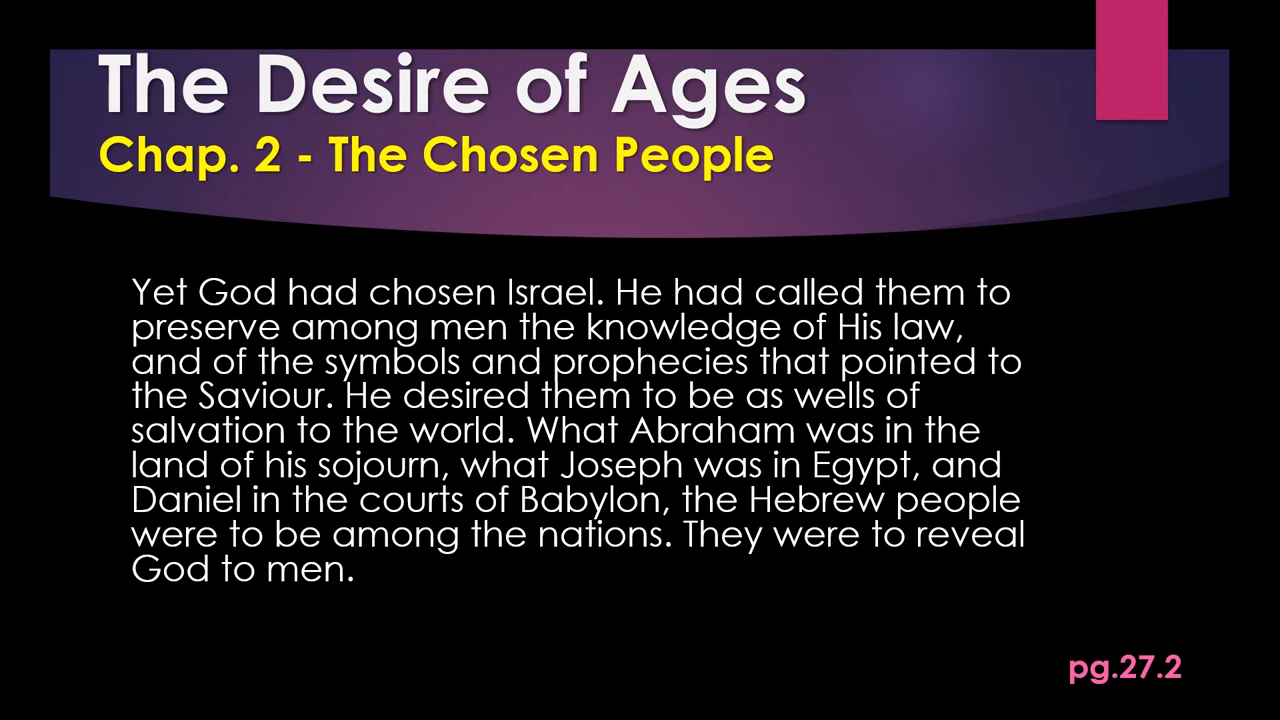 The Desire of Ages
Chap. 2 - The Chosen People
Yet God had chosen Israel. He had called them to
preserve among men the knowledge of His law,
and of the symbols and prophecies that pointed to
the Saviour. He desired them to be as wells of
salvation to the world. What Abraham was in the
land of his sojourn, what Joseph was in Egypt, and
Daniel in the courts of Babylon, the Hebrew people
were to be among the nations. They were to reveal
God to men.
pg.27.2